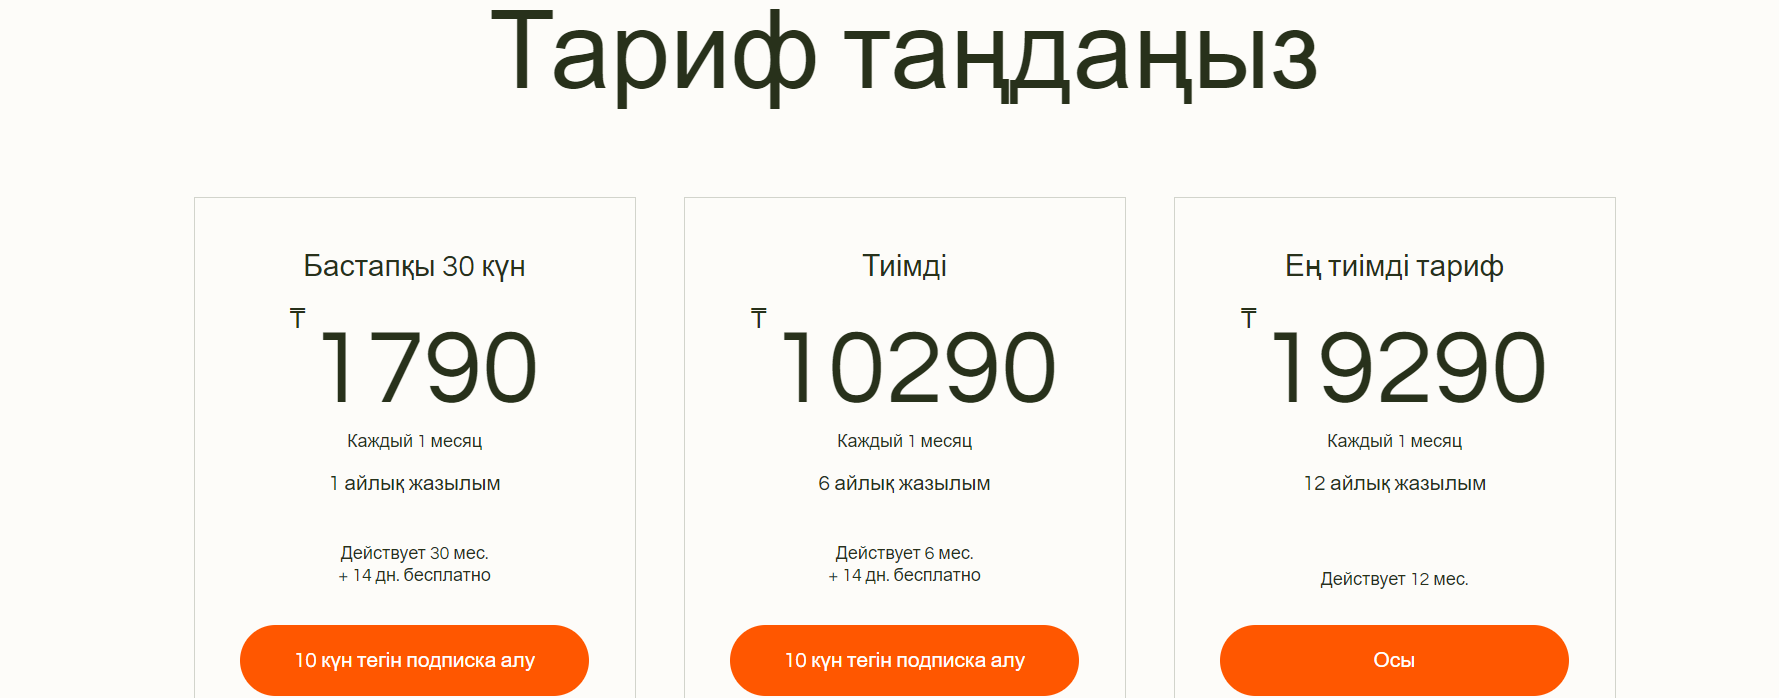 Тариф таңдаңыз
Бастапқы 30 күн
₸
1790
Каждый 1 месяц
1 айлық жазылым
Действует 30 мес.
+ 14 дн. бесплатно
10 күн тегін подписка алу
Тиімді
₸
10290
Каждый 1 месяц
6 айлық жазылым
Действует 6 мес.
+ 14 дн. бесплатно
10 күн тегін подписка алу
Ең тиімді тариф
₸
19290
Каждый 1 месяц
12 айлық жазылым
Действует 12 мес.
Осы